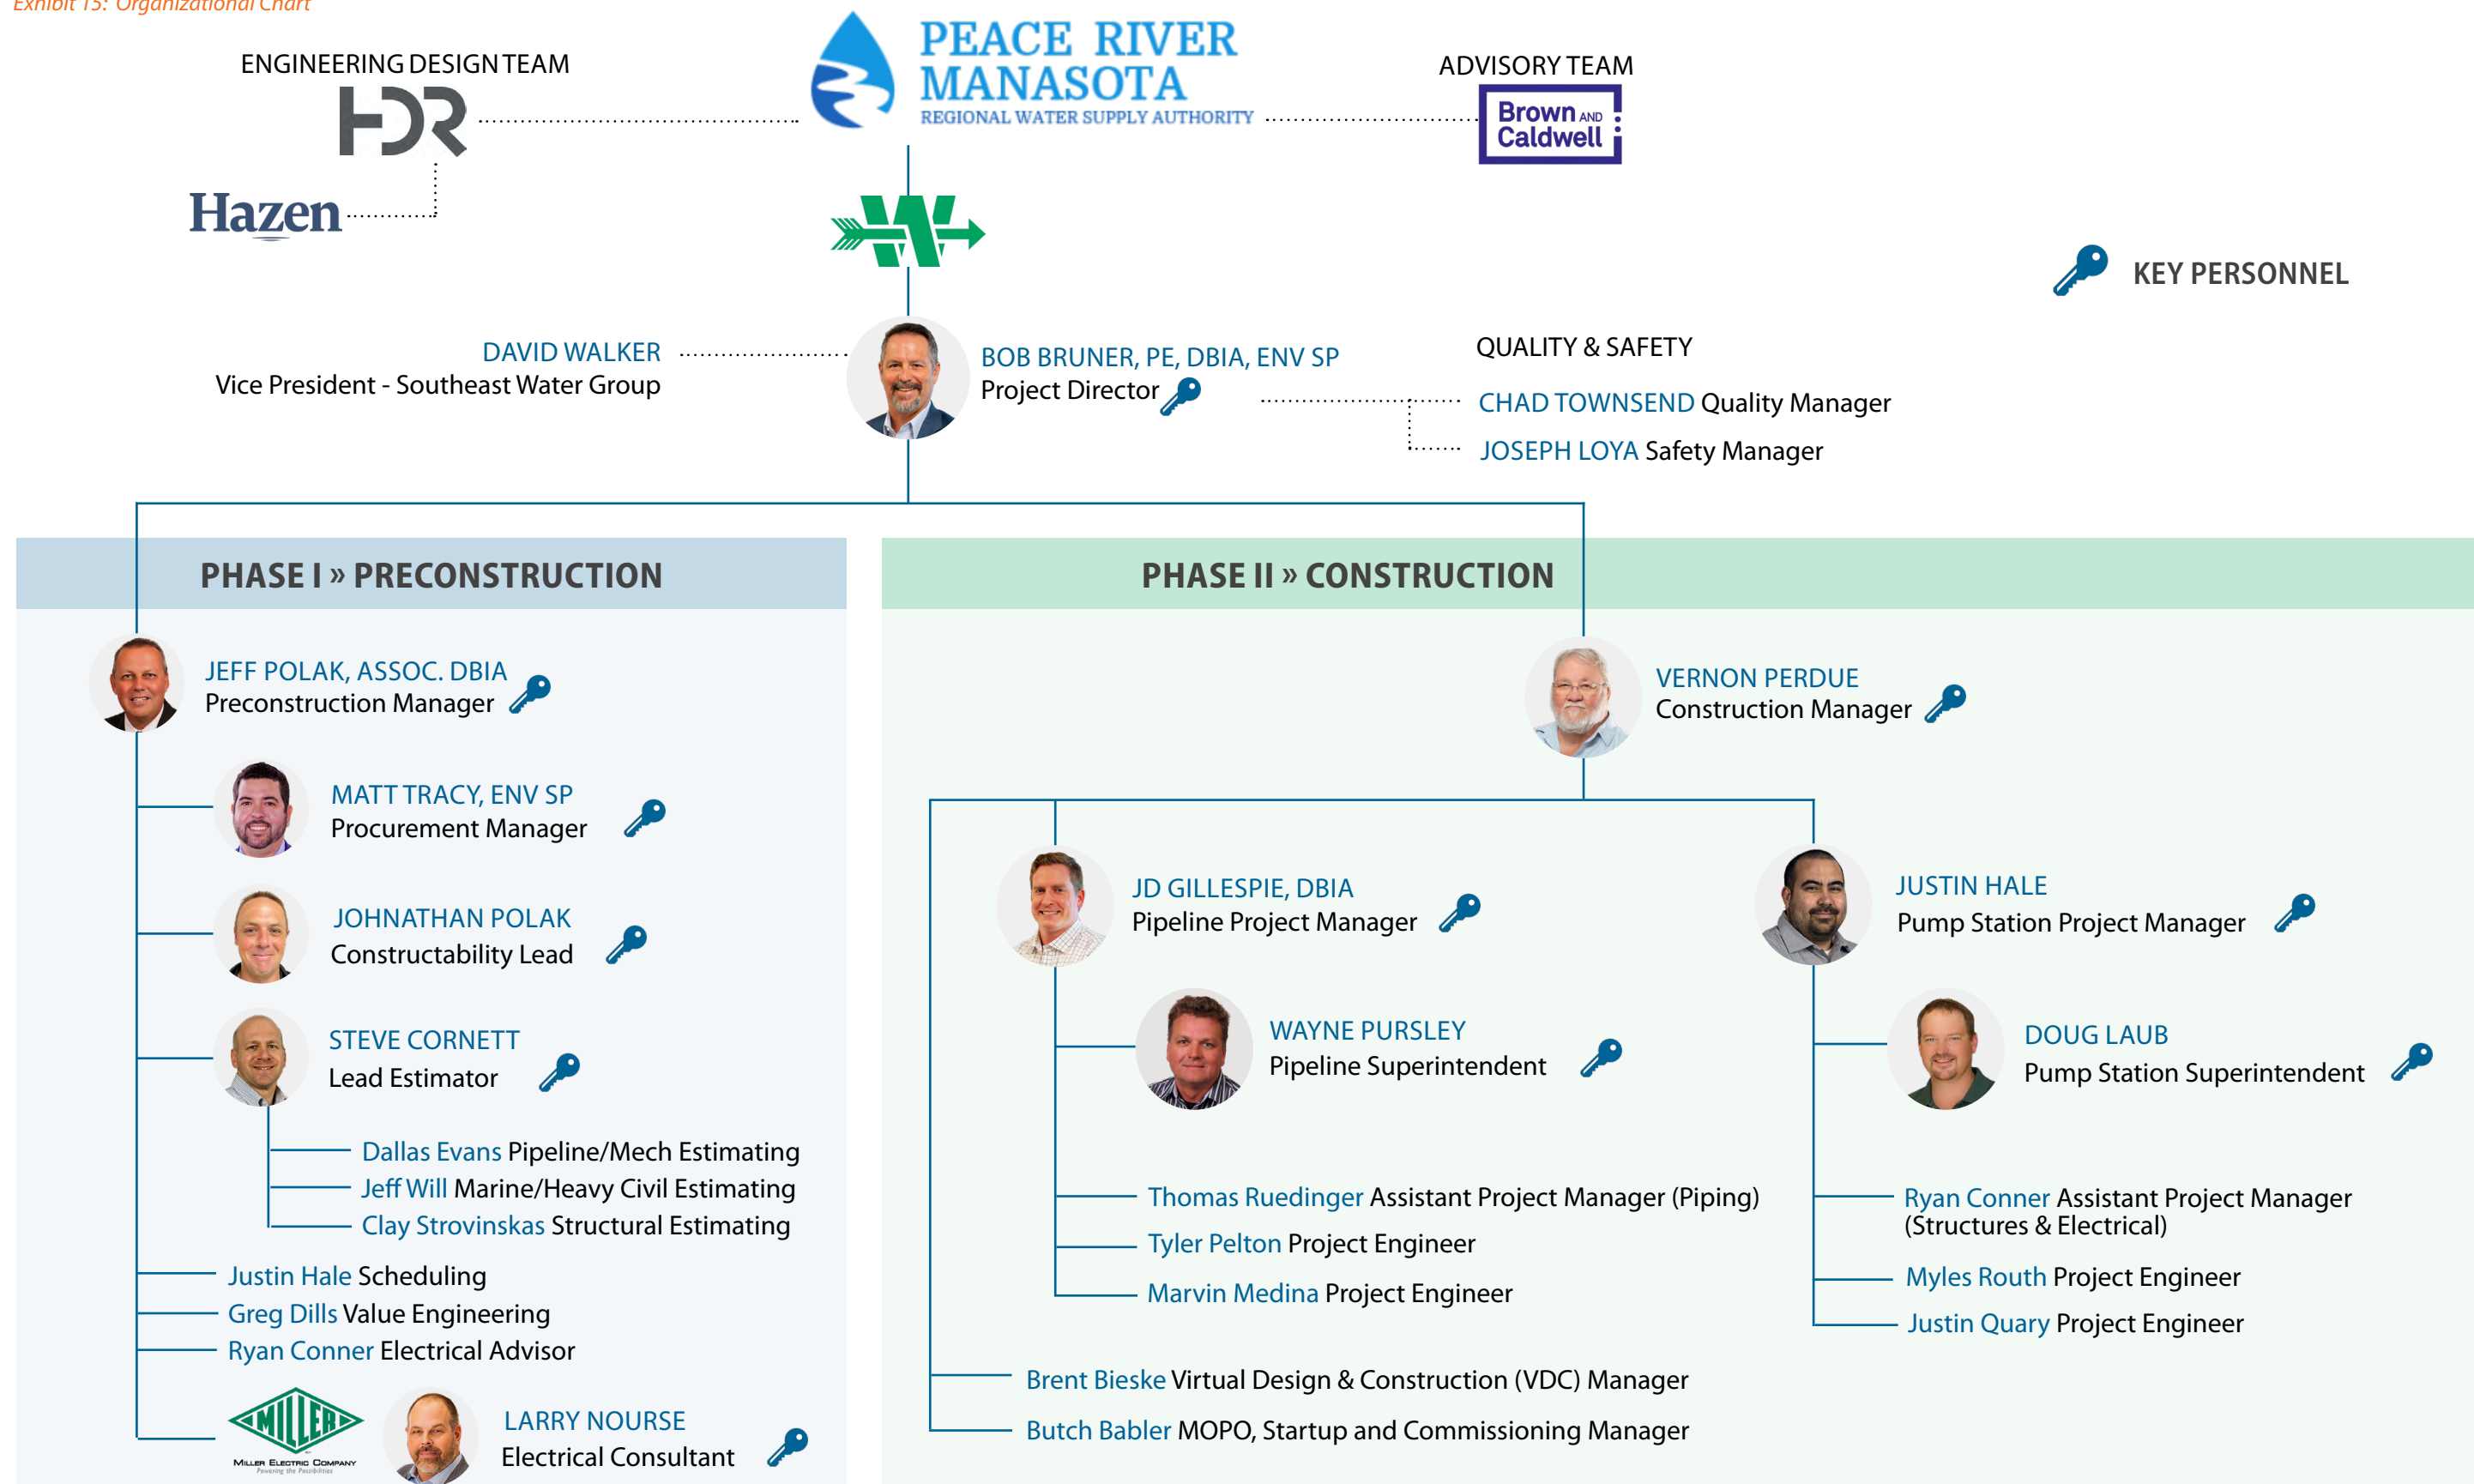 Exhibit 15: Organizational Chart
ENGINEERING DESIGN TEAM
HDR
Hazen
PEACE RIVER
MANASOTA
REGIONAL WATER SUPPLY AUTHORITY
ADVISORY TEAM
Brown AND
Caldwell
W
KEY PERSONNEL
DAVID WALKER
Vice President - Southeast Water Group
BOB BRUNER, PE, DBIA, ENV SP
Project Director
QUALITY & SAFETY
CHAD TOWNSEND Quality Manager
JOSEPH LOYA Safety Manager
PHASE I » PRECONSTRUCTION
JEFF POLAK, ASSOC. DBIA
Preconstruction Manager
MATT TRACY, ENV SP
Procurement Manager
JOHNATHAN POLAK
Constructability Lead
STEVE CORNETT
Lead Estimator
Dallas Evans Pipeline/Mech Estimating
Jeff Will Marine/Heavy Civil Estimating
Clay Strovinskas Structural Estimating
Justin Hale Scheduling
Greg Dills Value Engineering
Ryan Conner Electrical Advisor
MILLER
MILLER ELECTRIC COMPANY
Powering the Possibilities
LARRY NOURSE
Electrical Consultant
PHASE II » CONSTRUCTION
VERNON PERDUE
Construction Manager
JD GILLESPIE, DBIA
Pipeline Project Manager
WAYNE PURSLEY
Pipeline Superintendent
Thomas Ruedinger Assistant Project Manager (Piping)
Tyler Pelton Project Engineer
Marvin Medina Project Engineer
JUSTIN HALE
Pump Station Project Manager
DOUG LAUB
Pump Station Superintendent
Ryan Conner Assistant Project Manager
(Structures & Electrical)
Myles Routh Project Engineer
Justin Quary Project Engineer
Brent Bieske Virtual Design & Construction (VDC) Manager
Butch Babler MOPO, Startup and Commissioning Manager